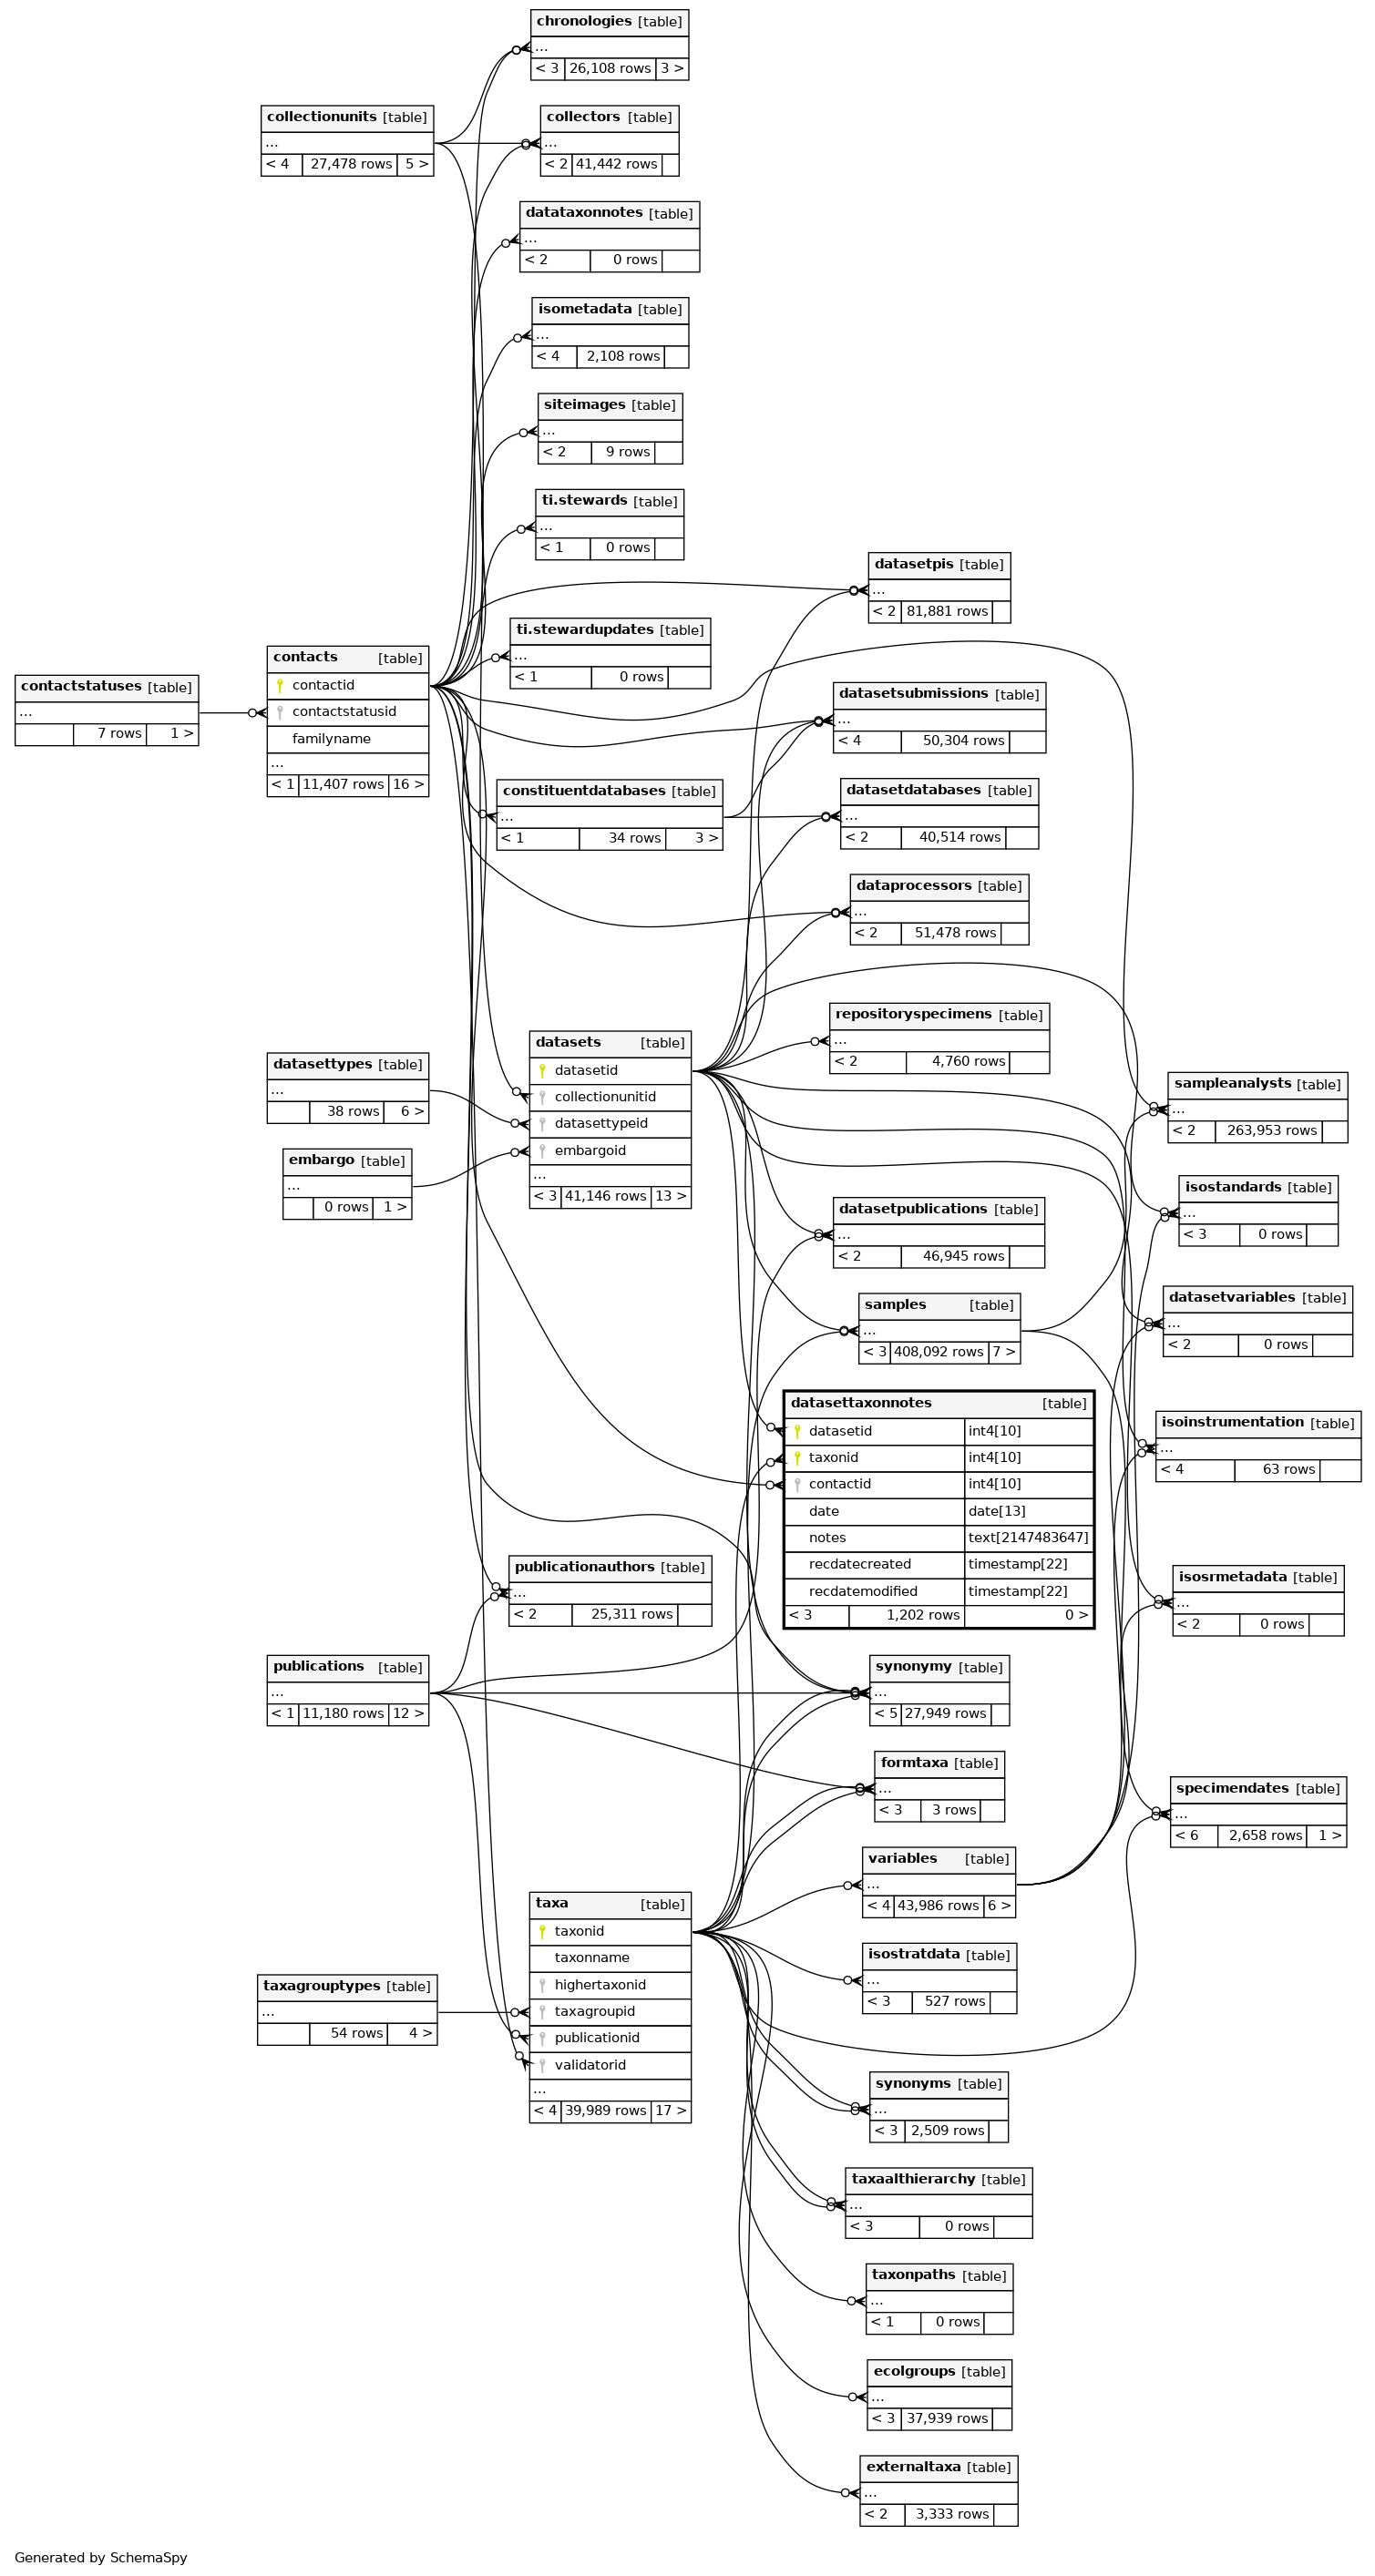 chronologies [table]
...
< 3 26,108 rows 3 >
collectionunits [table]
...
< 4 27,478 rows 5 >
collectors [table]
...
< 2 41,442 rows
datataxonnotes [table]
...
< 2 0 rows
isometadata [table]
...
< 4 2,108 rows
siteimages [table]
...
< 2 9 rows
ti.stewards [table]
...
< 1 0 rows
datasetpis [table]
...
< 2 81,881 rows
ti.stewardupdates [table]
...
< 1 0 rows
contacts [table]
contactid
contactstatusid
familyname
...
< 1 11,407 rows 16 >
contactstatuses [table]
...
7 rows 1 >
datasetsubmissions [table]
...
< 4 50,304 rows
constituentdatabases [table]
...
< 1 34 rows 3 >
datasetdatabases [table]
...
< 2 40,514 rows
dataprocessors [table]
...
< 2 51,478 rows
repositoryspecimens [table]
...
< 2 4,760 rows
datasets [table]
datasetid
collectionunitid
datasettypeid
embargoid
...
< 3 41,146 rows 13 >
datasettypes [table]
...
38 rows 6 >
embargo [table]
...
0 rows 1 >
sampleanalysts [table]
...
< 2 263,953 rows
isostandards [table]
...
< 3 0 rows
datasetpublications [table]
...
< 2 46,945 rows
datasetvariables [table]
...
< 2 0 rows
samples [table]
...
< 3 408,092 rows 7 >
datasettaxonnotes [table]
datasetid int4[10]
taxonid int4[10]
contactid int4[10]
date date[13]
notes text[2147483647]
recdatecreated timestamp[22]
recdatemodified timestamp[22]
< 3 1,202 rows 0 >
isoinstrumentation [table]
...
< 4 63 rows
publicationauthors [table]
...
< 2 25,311 rows
isosrmetadata [table]
...
< 2 0 rows
publications [table]
...
< 1 11,180 rows 12 >
synonymy [table]
...
< 5 27,949 rows
formtaxa [table]
...
< 3 3 rows
specimendates [table]
...
< 6 2,658 rows 1 >
variables [table]
...
< 4 43,986 rows 6 >
taxa [table]
taxonid
taxonname
highertaxonid
taxagroupid
publicationid
validatorid
...
< 4 39,989 rows 17 >
isostratdata [table]
...
< 3 527 rows
taxagrouptypes [table]
...
54 rows 4 >
synonyms [table]
...
< 3 2,509 rows
taxaalthierarchy [table]
...
< 3 0 rows
taxonpaths [table]
...
< 1 0 rows
ecolgroups [table]
...
< 3 37,939 rows
externaltaxa [table]
...
< 2 3,333 rows
Generated by SchemaSpy